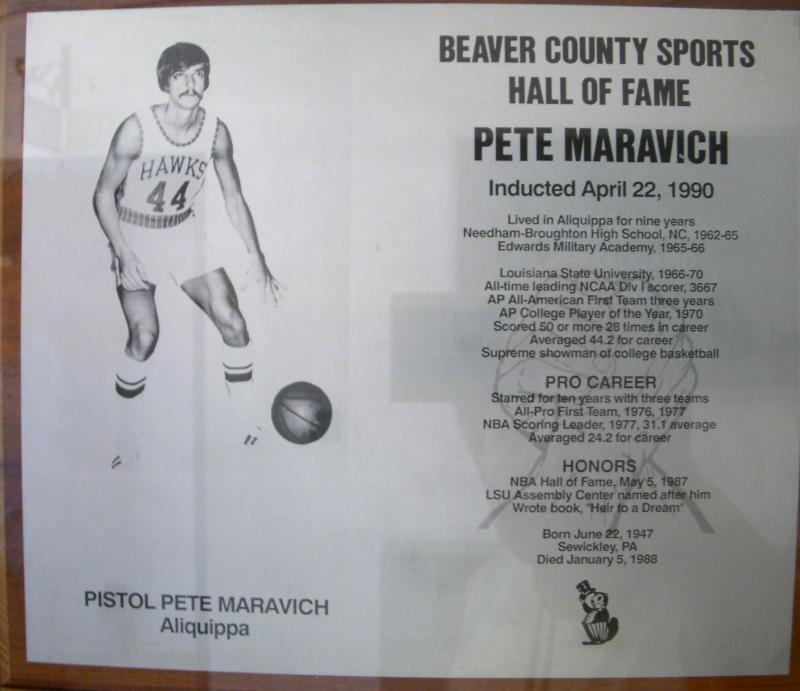 BEAVER COUNTY SPORTS
HALL OF FAME
PETE MARAVICH
Inducted April 22, 1990
Lived in Aliquippa for nine years
Needham-Broughton High School, NC, 1962-65
Edwards Military Academy, 1965-66
Louisiana State University, 1966-70
All-time leading NCAA Div I scorer, 3667
AP All-American First Team three years
AP College Player of the Year, 1970
Scored 50 or more 28 times in career
Averaged 44.2 for career
Supreme showman of college basketball
PRO CAREER
Starred for ten years with three teams
All-Pro First Team, 1976, 1977
NBA Scoring Leader, 1977, 31.1 average
Averaged 24.2 for career
HONORS
NBA Hall of Fame, May 5, 1987
LSU Assembly Center named after him
Wrote book, "Heir to a Dream"
Born June 22, 1947
Sewickley, PA
Died January 5, 1988
HAWKS
44
PISTOL PETE MARAVICH
Aliquippa